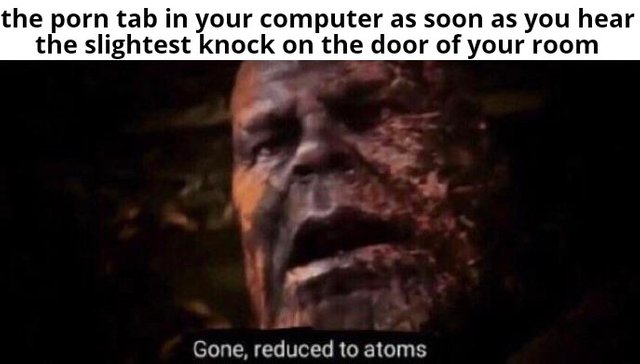 the porn tab in your computer as soon as you hear
the slightest knock on the door of your room
Gone, reduced to atoms